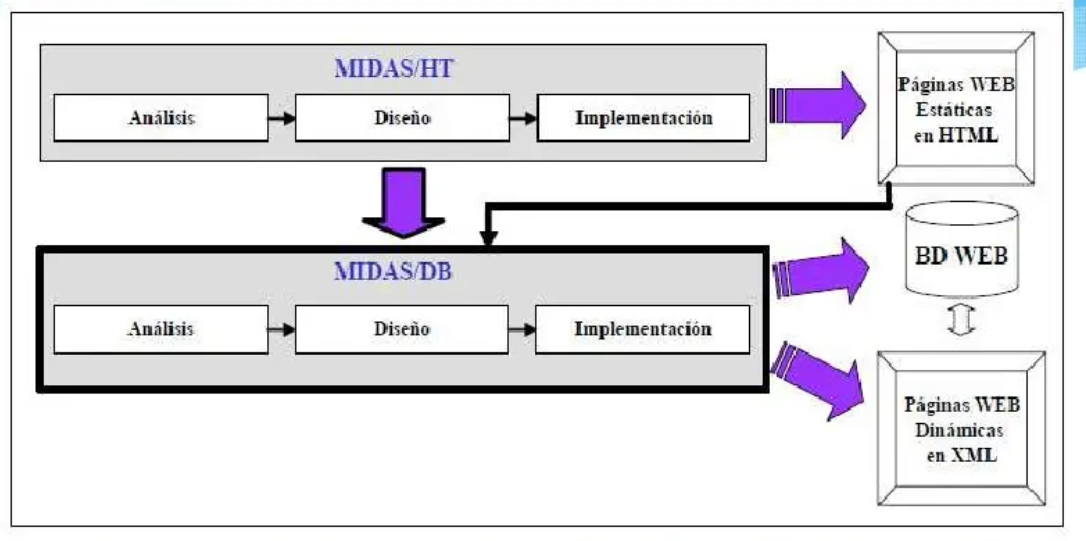 MIDAS/HT
Análisis
Diseño
Implementación
Páginas WEB
Estáticas
en HTML
MIDAS/DB
Análisis
Diseño
Implementación
BD WEB
Páginas WEB
Dinámicas
en XML